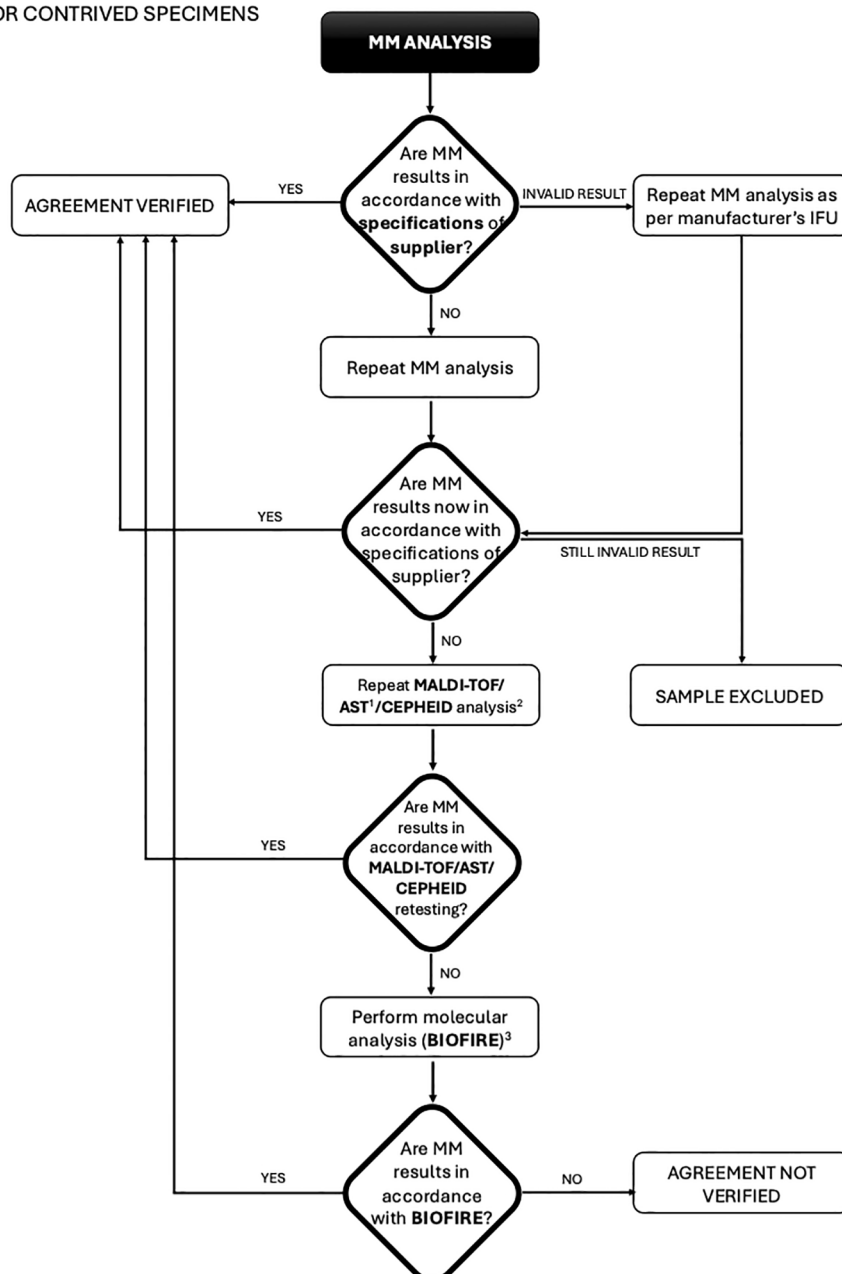 OR CONTRIVED SPECIMENS
MM ANALYSIS
Are MM
results in
accordance with
specifications of
supplier?
YES
AGREEMENT VERIFIED
INVALID RESULT
Repeat MM analysis as
per manufacturer's IFU
NO
Repeat MM analysis
Are MM
results now in
accordance with
specifications of
supplier?
YES
STILL INVALID RESULT
NO
Repeat MALDI-TOF/
AST¹/CEPHEID analysis²
SAMPLE EXCLUDED
Are MM
results in
accordance with
MALDI-TOF/AST/
CEPHEID
retesting?
YES
NO
Perform molecular
analysis (BIOFIRE)³
Are MM
results in
accordance
with BIOFIRE?
YES
NO
AGREEMENT NOT
VERIFIED